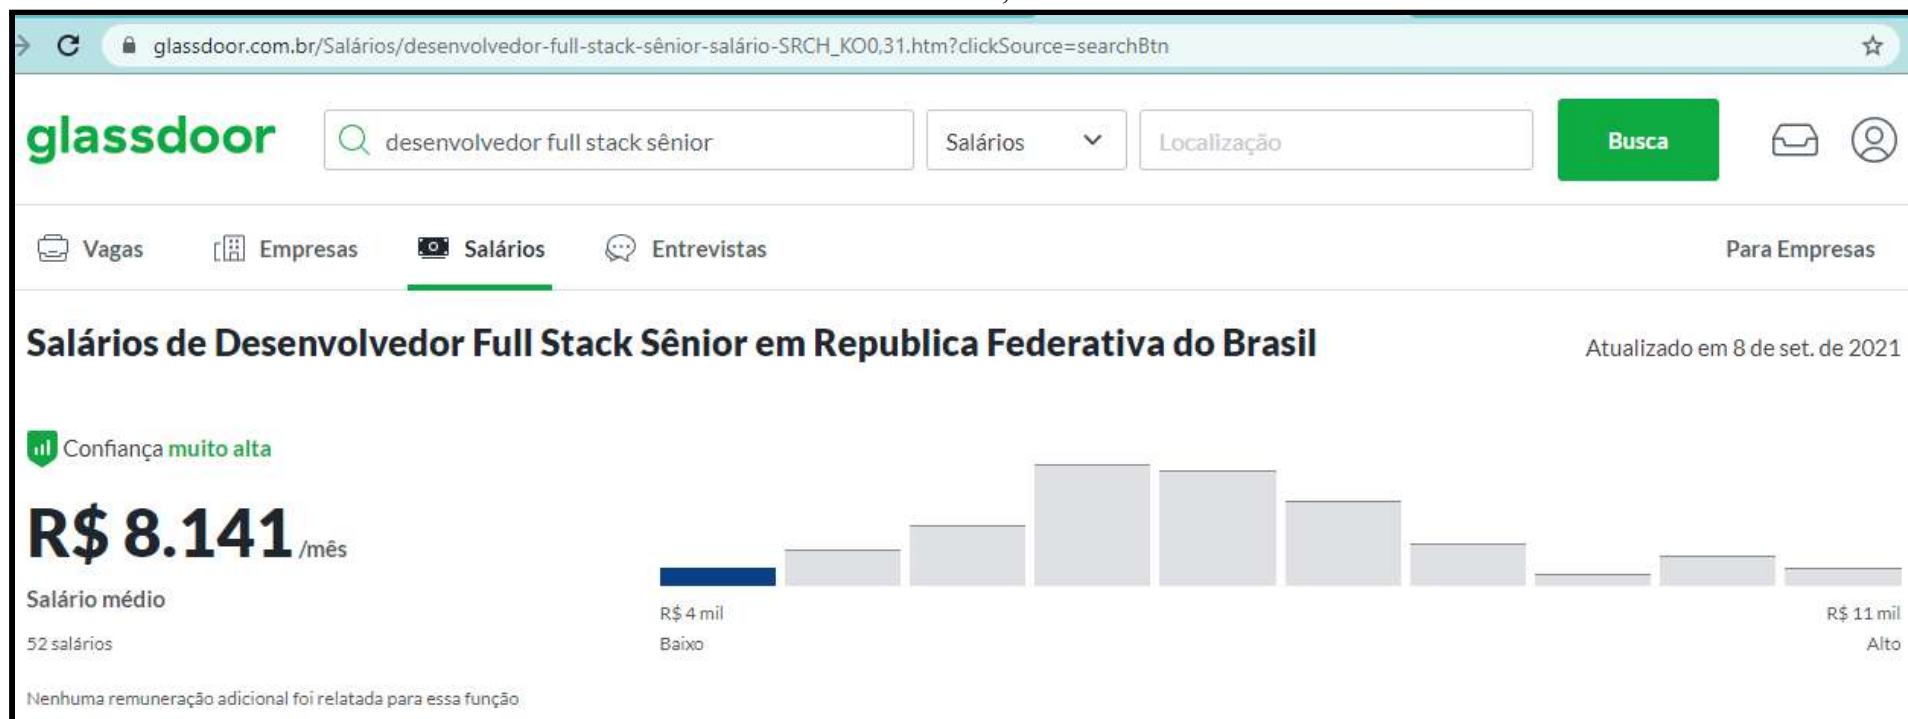 glassdoor.com.br/Salários/desenvolvedor-full-stack-sênior-salário-SRCH_KO0,31.htm?clickSource=searchBtn
glassdoor desenvolvedor full stack sênior Salários Localização Busca
Vagas Empresas Salários Entrevistas Para Empresas
Salários de Desenvolvedor Full Stack Sênior em Republica Federativa do Brasil Atualizado em 8 de set. de 2021
Confiança muito alta
R$ 8.141 /mês
Salário médio
R$ 4 mil R$ 11 mil
52 salários Baixo Alto
Nenhuma remuneração adicional foi relatada para essa função